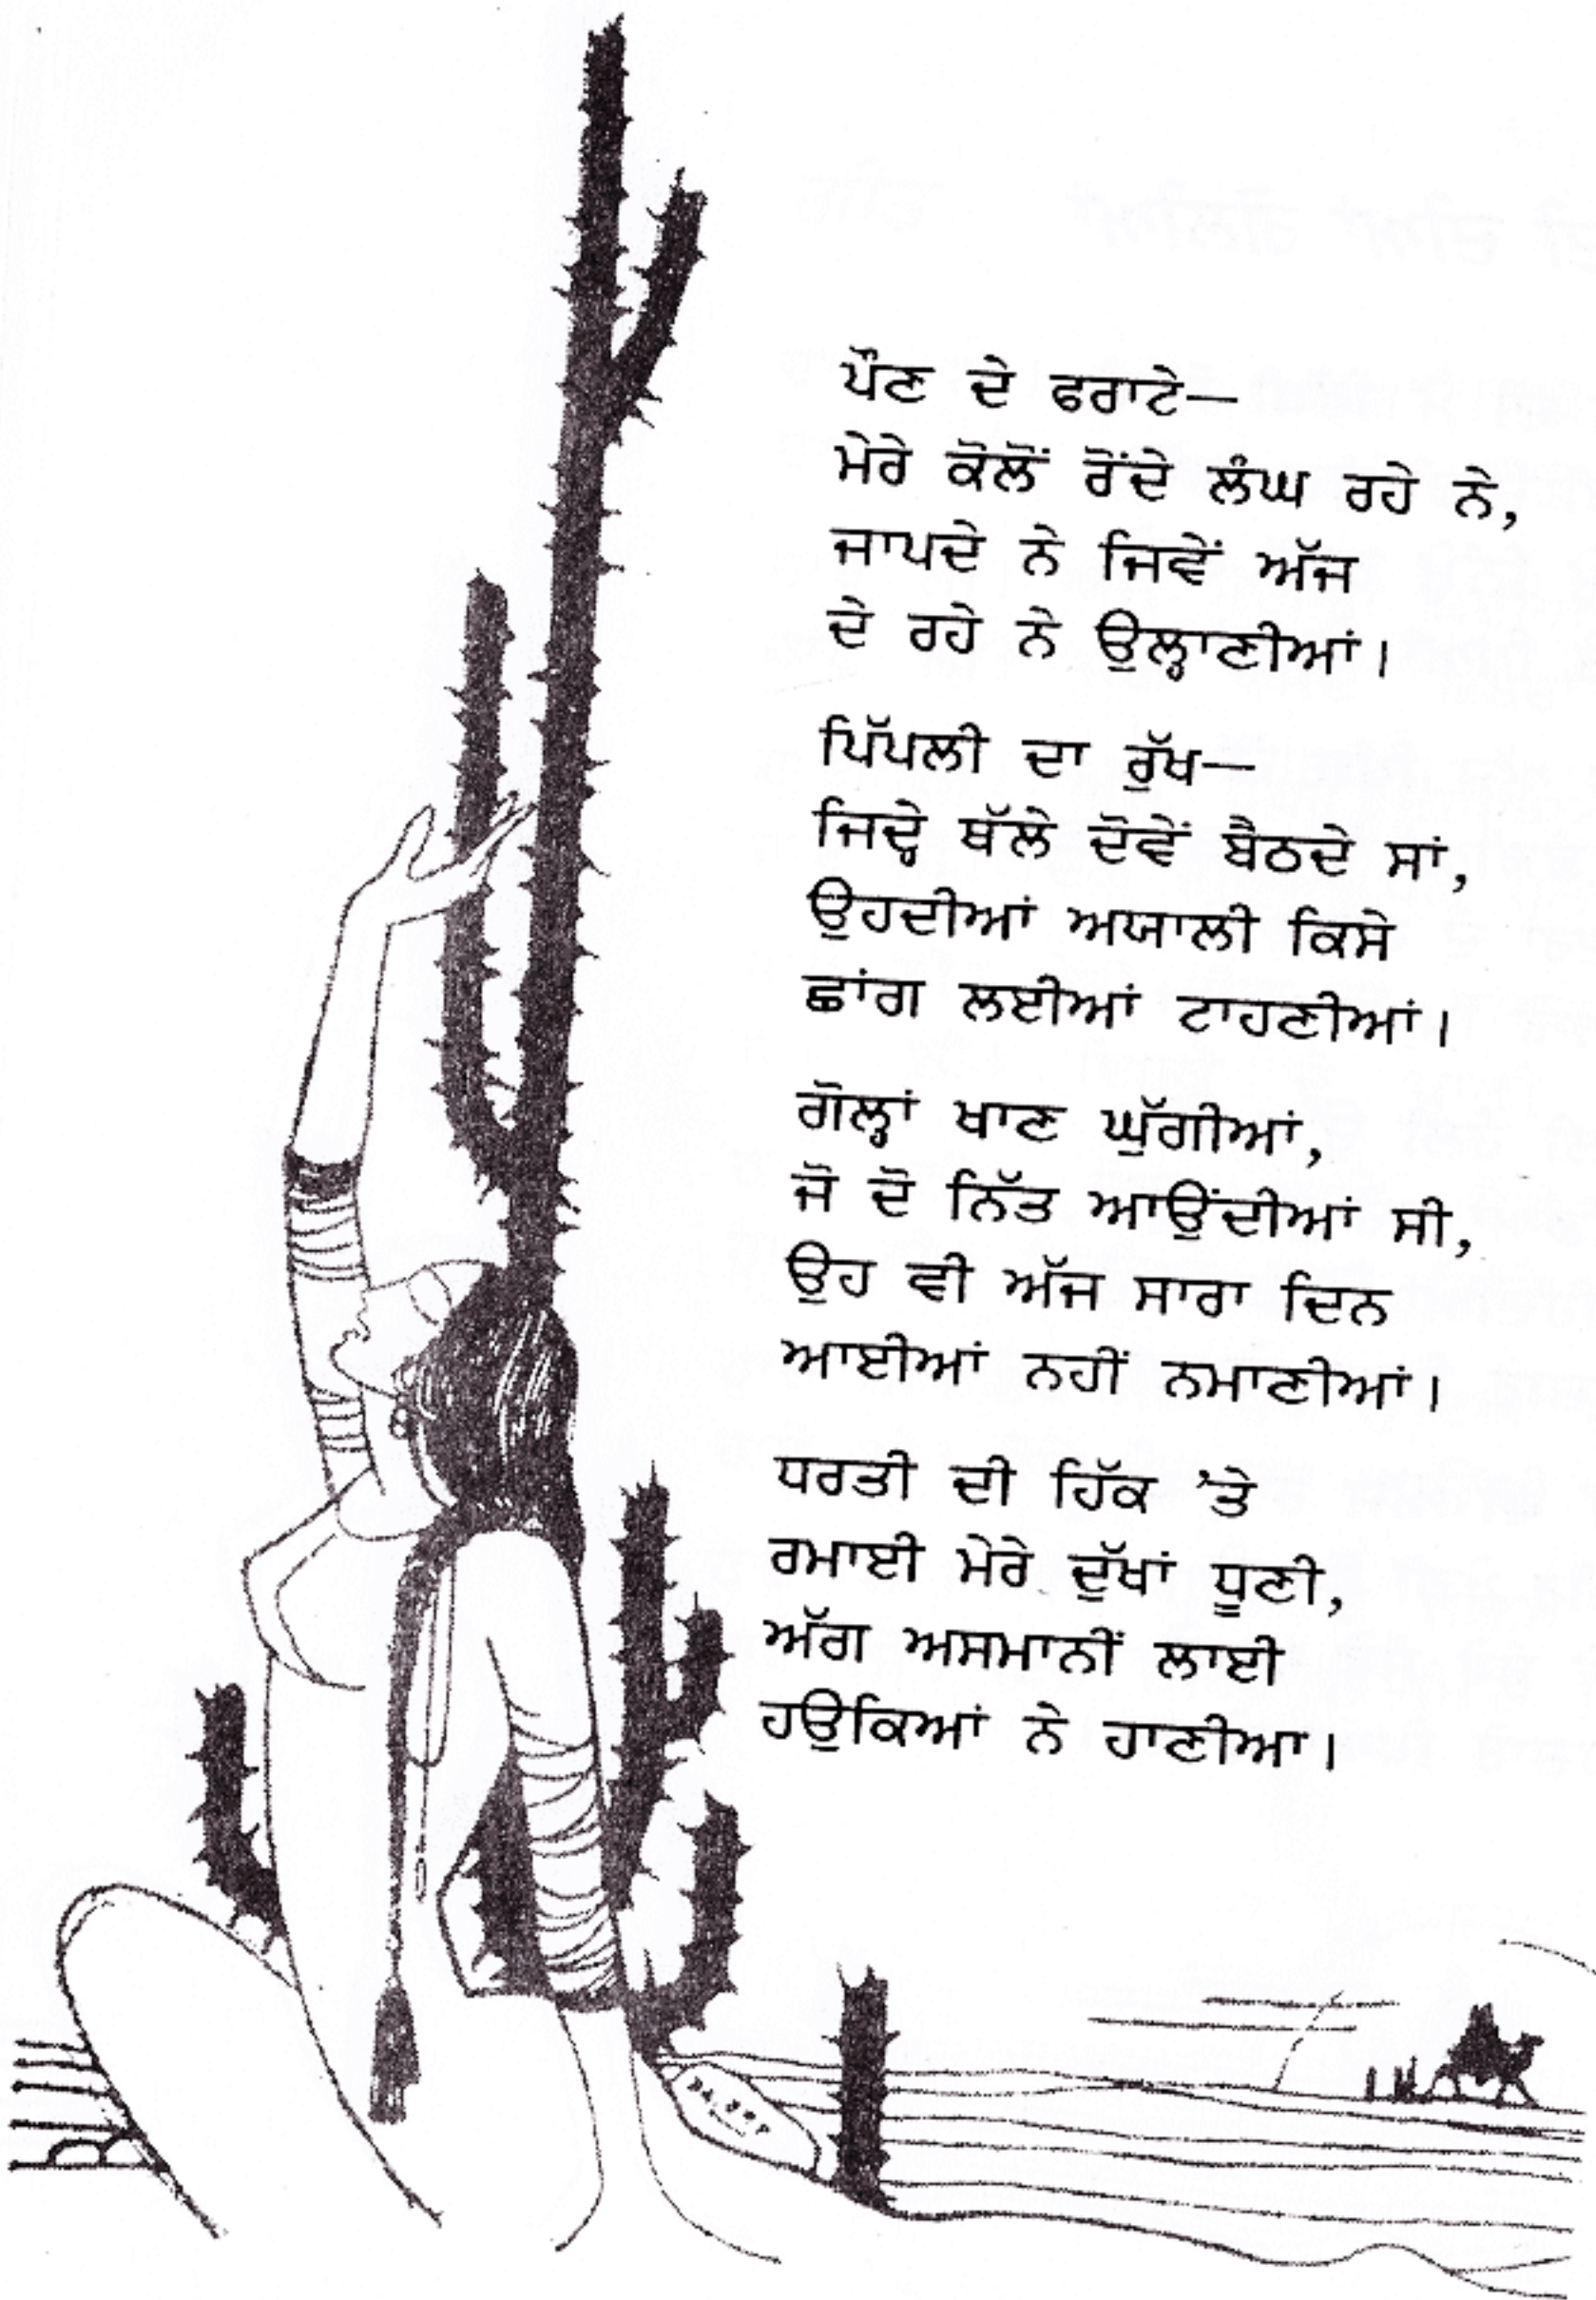 ਪੌਣ ਦੇ ਫਰਾਟੇ—
ਮੇਰੇ ਕੋਲੋਂ ਰੋਂਦੇ ਲੰਘ ਰਹੇ ਨੇ,
ਜਾਪਦੇ ਨੇ ਜਿਵੇਂ ਅੱਜ
ਦੇ ਰਹੇ ਨੇ ਉਲ੍ਹਾਣੀਆਂ।
ਪਿੱਪਲੀ ਦਾ ਰੁੱਖ—
ਜਿਦ੍ਹੇ ਥੱਲੇ ਦੋਵੇਂ ਬੈਠਦੇ ਸਾਂ,
ਉਹਦੀਆਂ ਅਯਾਲੀ ਕਿਸੇ
ਛਾਂਗ ਲਈਆਂ ਟਾਹਣੀਆਂ।
ਗੋਲ੍ਹਾਂ ਖਾਣ ਘੁੱਗੀਆਂ,
ਜੋ ਦੋ ਨਿੱਤ ਆਉਂਦੀਆਂ ਸੀ,
ਉਹ ਵੀ ਅੱਜ ਸਾਰਾ ਦਿਨ
ਆਈਆਂ ਨਹੀਂ ਨਮਾਣੀਆਂ।
ਧਰਤੀ ਦੀ ਹਿੱਕ ’ਤੇ
ਰਮਾਈ ਮੇਰੇ ਦੁੱਖਾਂ ਧੂਣੀ,
ਅੱਗ ਅਸਮਾਨੀਂ ਲਾਈ
ਹਉਕਿਆਂ ਨੇ ਹਾਣੀਆ।